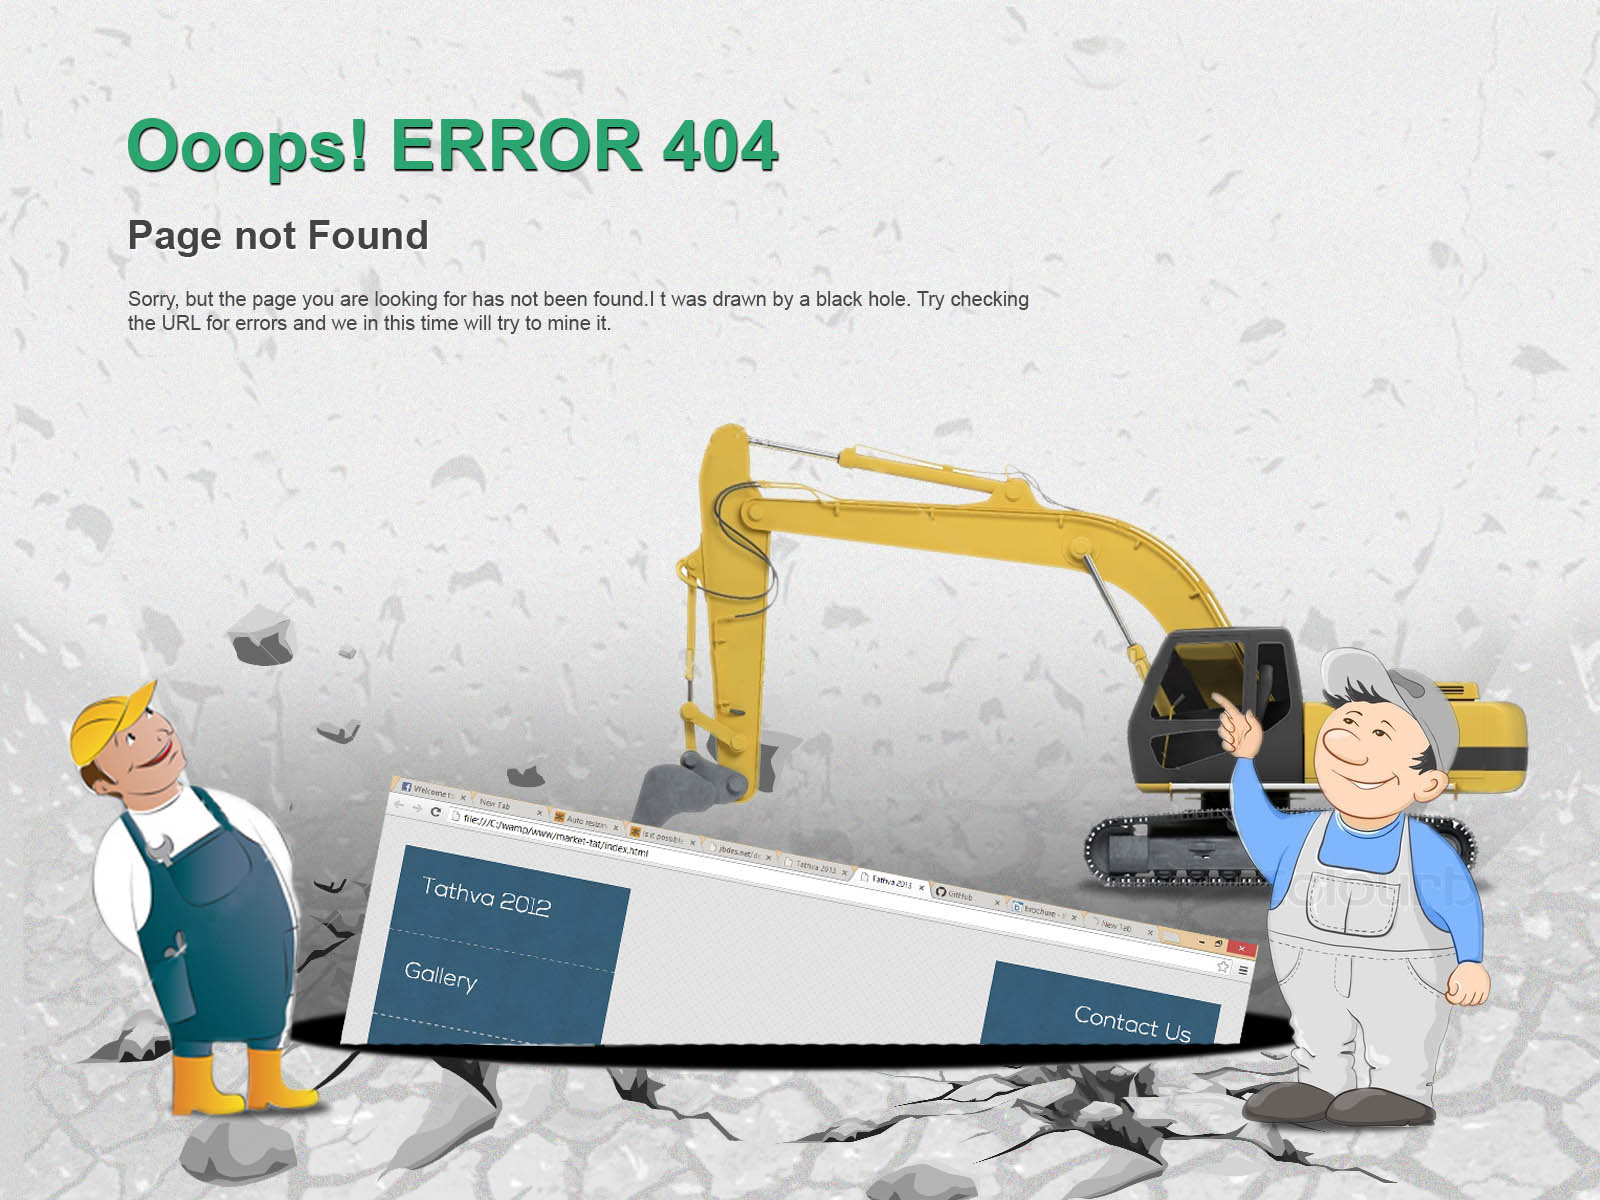 Ooops! ERROR 404
Page not Found
Sorry, but the page you are looking for has not been found.I t was drawn by a black hole. Try checking
the URL for errors and we in this time will try to mine it.
Welcome to
New Tab
Auto resizin
Is it possible
Tathva 2013
Tathva 2013
GitHub
brochure -
New Tab
file:///C:/wamp/www/market-tat/index.html
Tathva 2012
Gallery
Contact Us